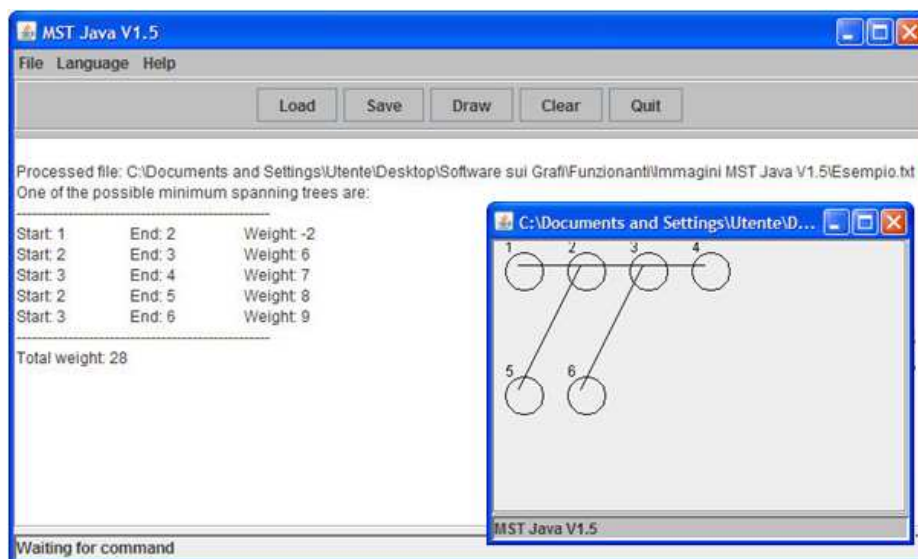 MST Java V1.5
File Language Help
Load Save Draw Clear Quit
Processed file: C:\Documents and Settings\Utente\Desktop\Software sui Grafi\Funzionanti\Immagini MST Java V1.5\Esempio.txt
One of the possible minimum spanning trees are:
--------------------------------------------------------------
Start: 1 End: 2 Weight: -2
Start: 2 End: 3 Weight: 6
Start: 3 End: 4 Weight: 7
Start: 2 End: 5 Weight: 8
Start: 3 End: 6 Weight: 9
--------------------------------------------------------------
Total weight: 28
C:\Documents and Settings\Utente\D...
1 2 3 4
5 6
MST Java V1.5
Waiting for command